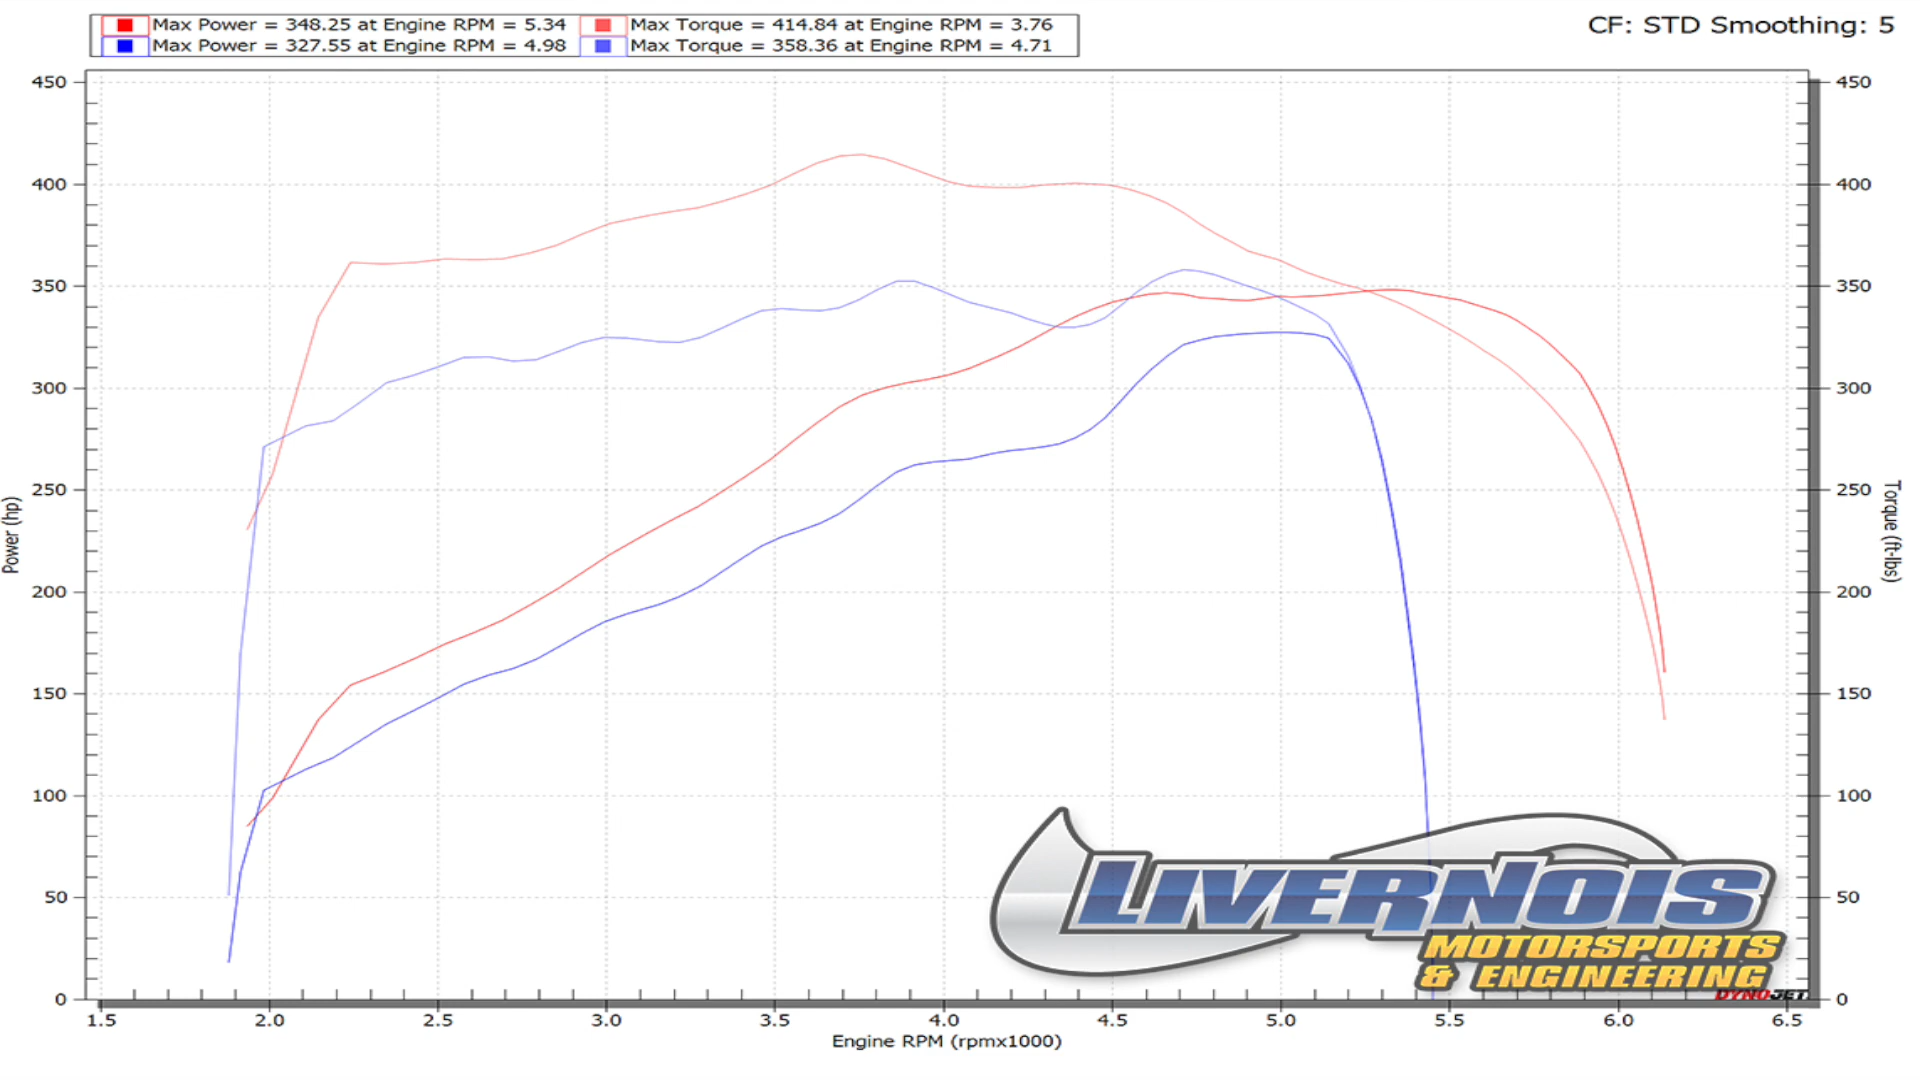 Max Power = 348.25 at Engine RPM = 5.34 Max Torque = 414.84 at Engine RPM = 3.76
Max Power = 327.55 at Engine RPM = 4.98 Max Torque = 358.36 at Engine RPM = 4.71
CF: STD Smoothing: 5
450 450
400 400
350 350
300 300
250 250
200 200
150 150
100 100
50 50
0 0
Power (hp)
Torque (ft-lbs)
LIVERNOIS
MOTORSPORTS
& ENGINEERING
DYNOJET
1.5 2.0 2.5 3.0 3.5 4.0 4.5 5.0 5.5 6.0 6.5
Engine RPM (rpmx1000)